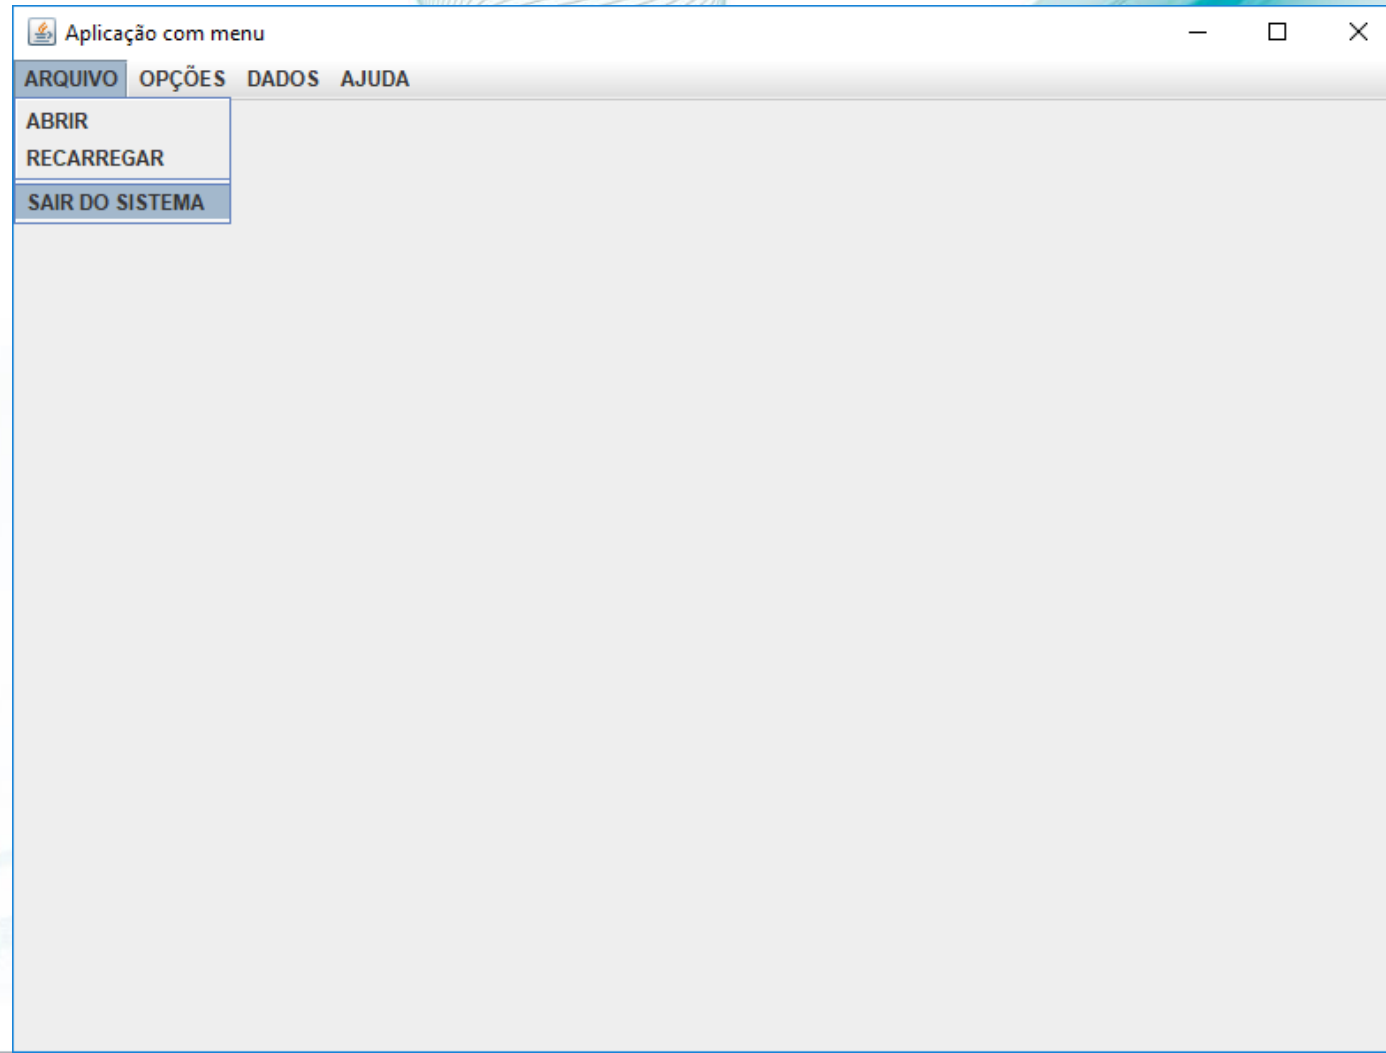 Aplicação com menu
ARQUIVO OPÇÕES DADOS AJUDA
ABRIR
RECARREGAR
SAIR DO SISTEMA